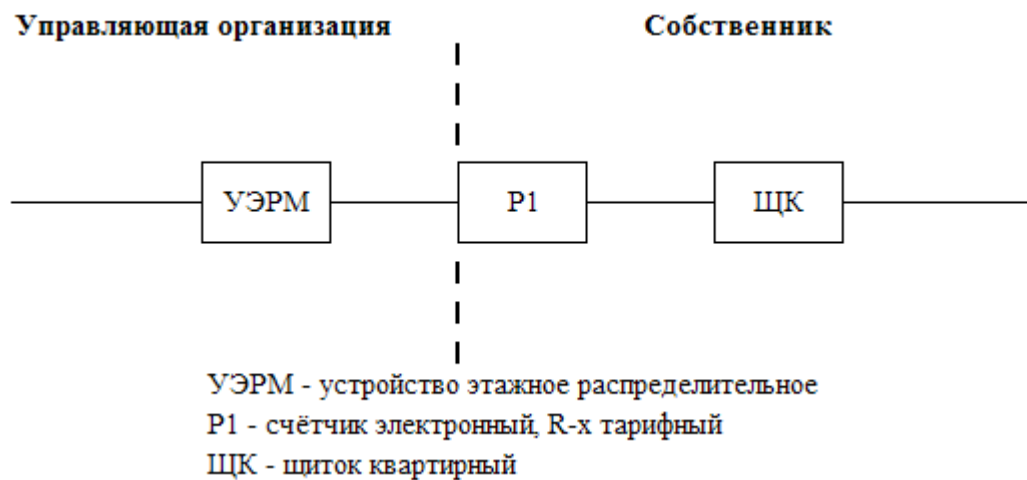 Управляющая организация
Собственник
УЭРМ
Р1
ЩК
УЭРМ - устройство этажное распределительное
Р1 - счётчик электронный, R-х тарифный
ЩК - щиток квартирный